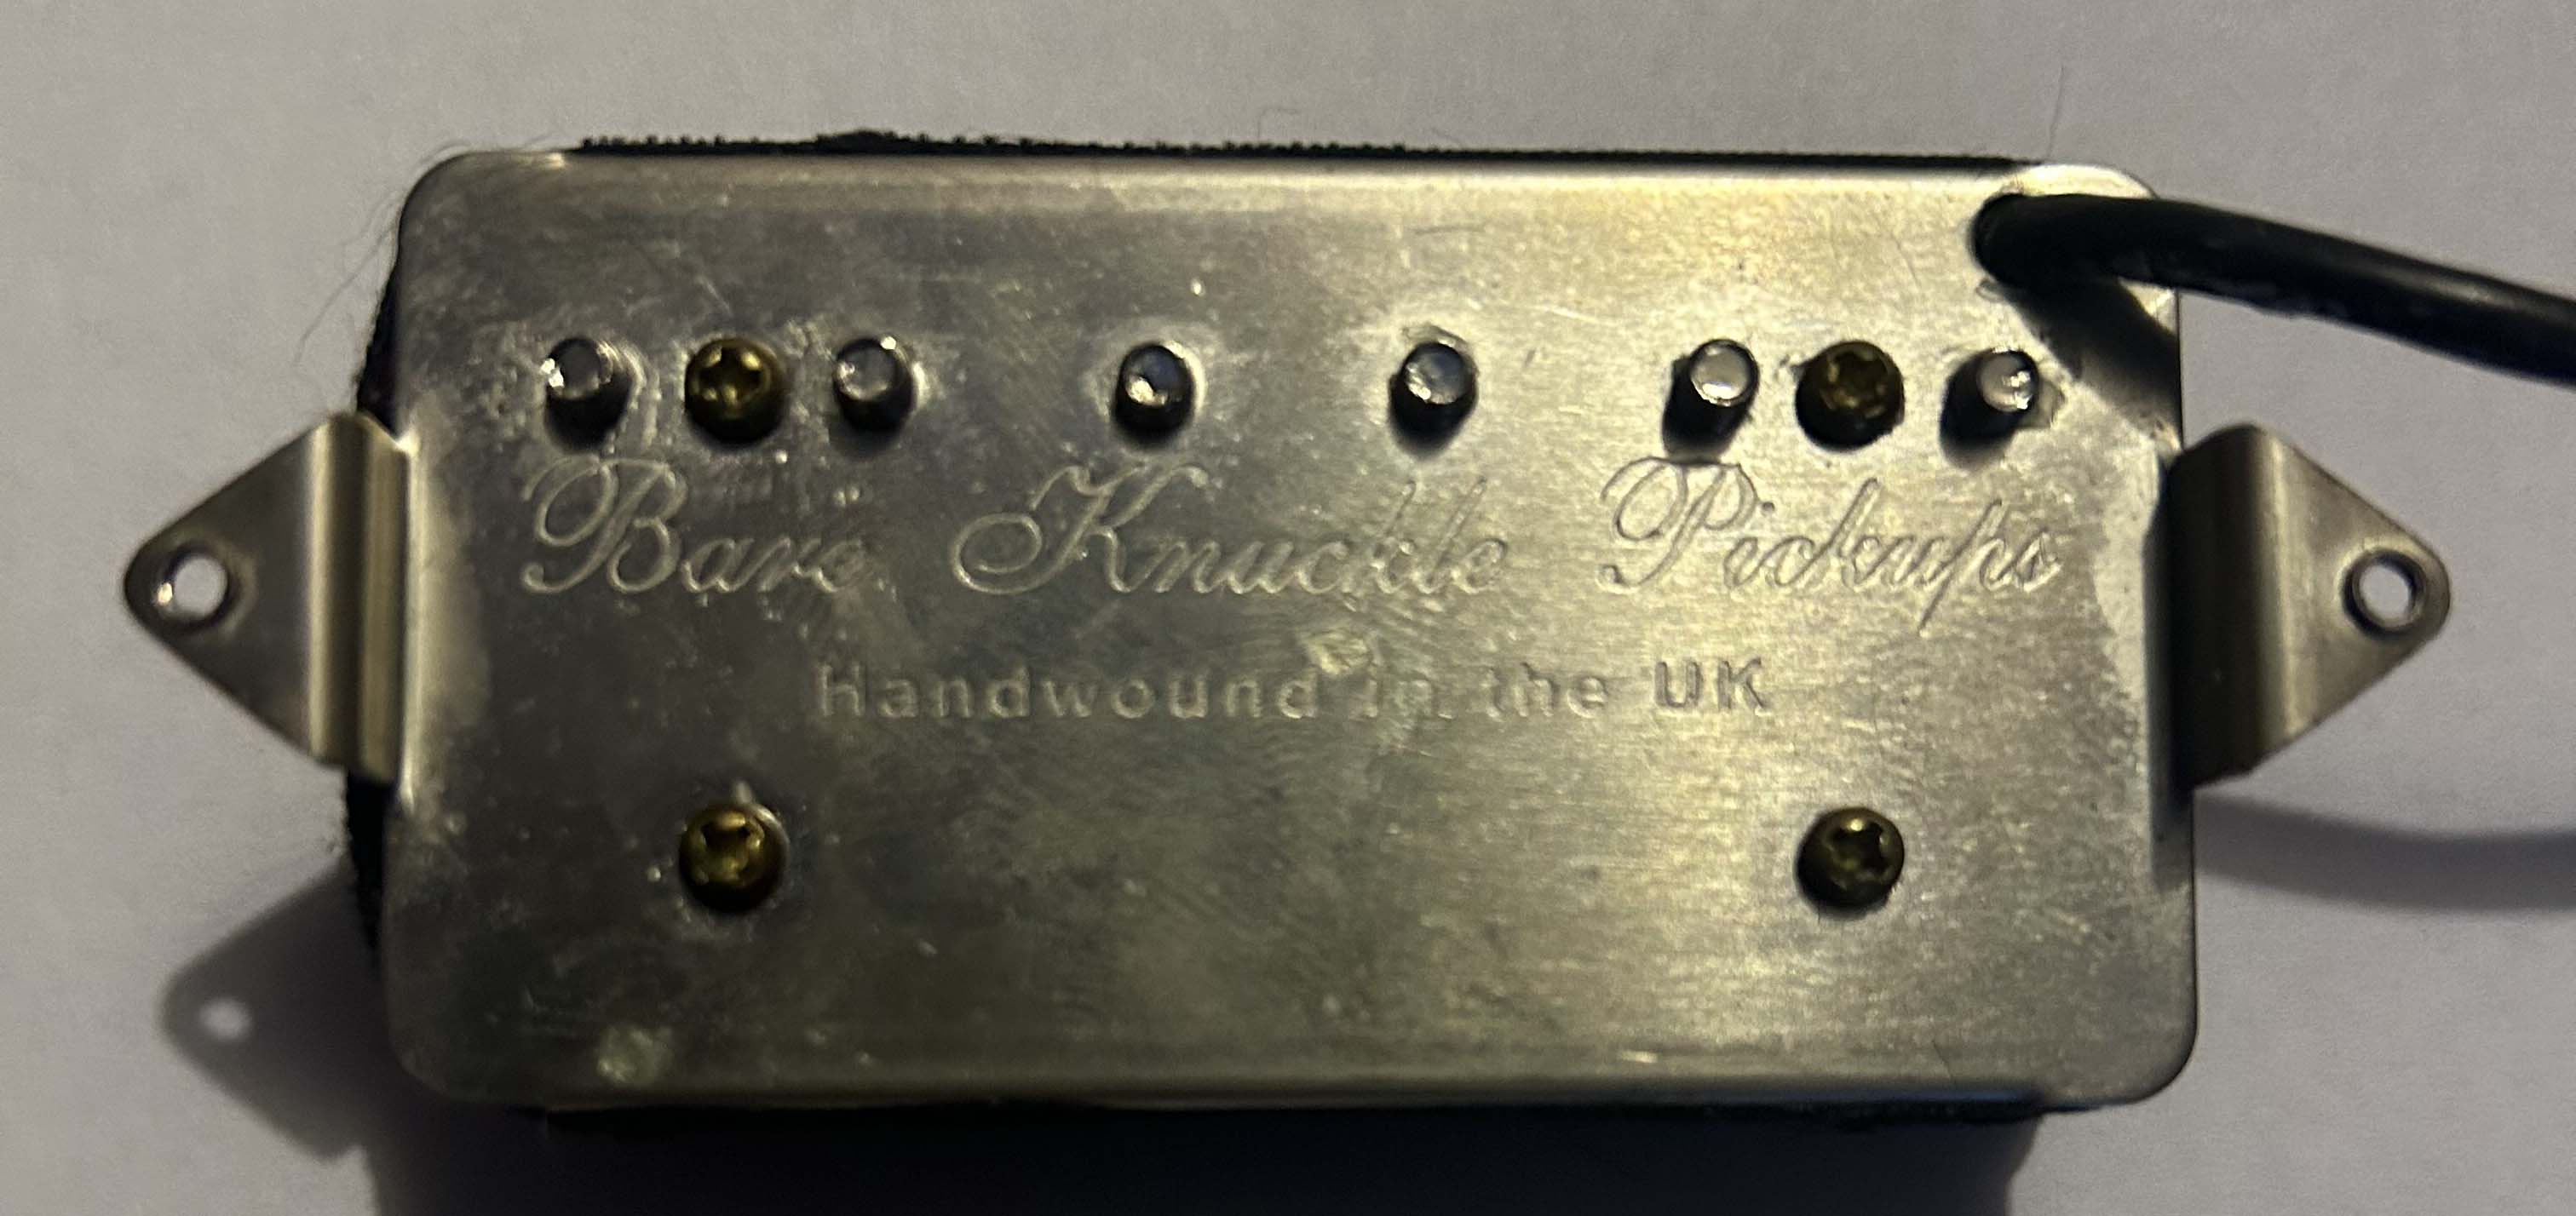 Bare Knuckle Pickups
Handwound in the UK